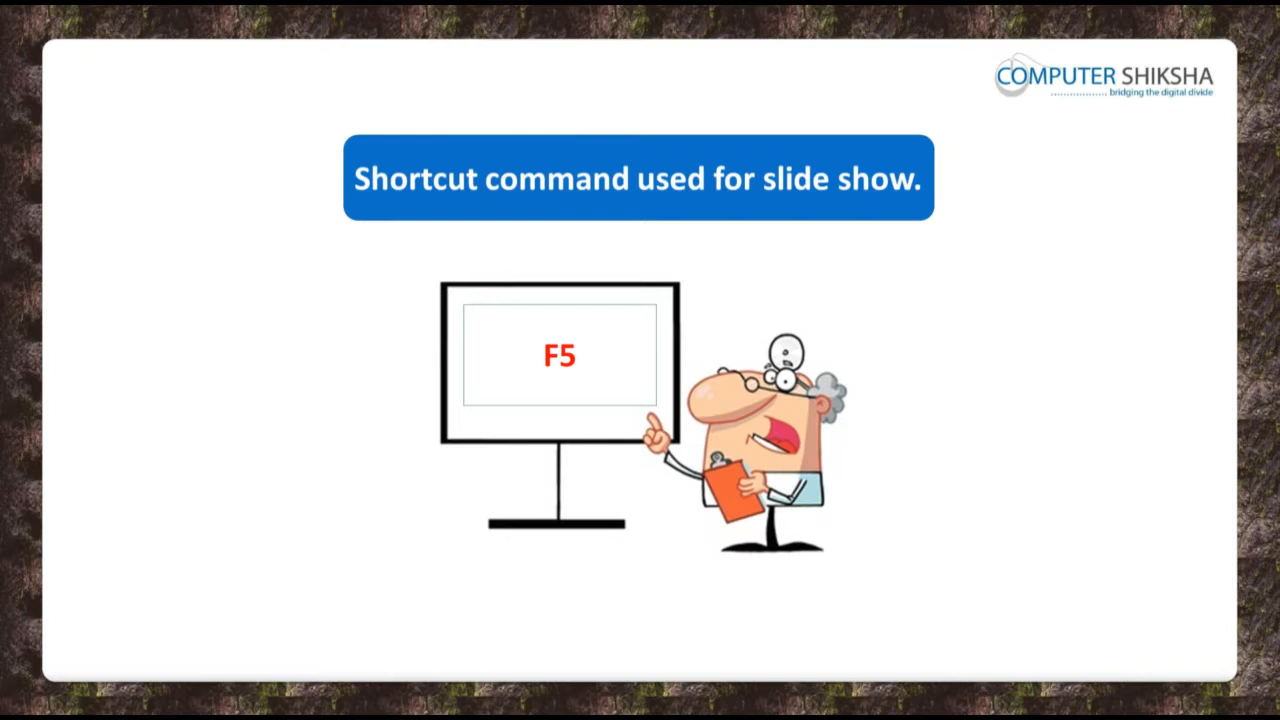 COMPUTER SHIKSHA
..................bridging the digital divide
Shortcut command used for slide show.
F5